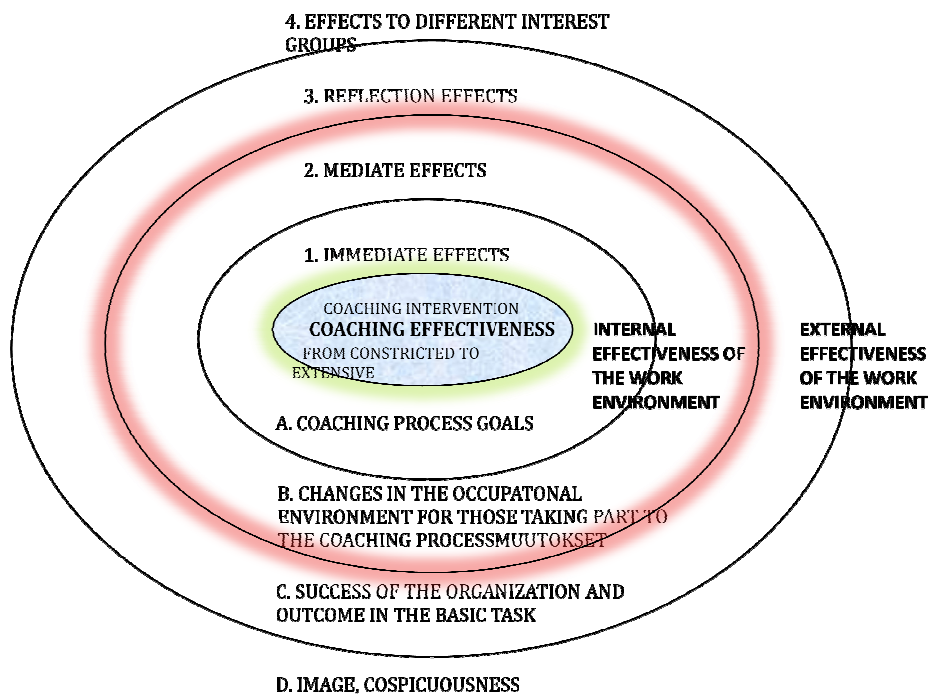 4. EFFECTS TO DIFFERENT INTEREST
GROUPS
3. REFLECTION EFFECTS
2. MEDIATE EFFECTS
1. IMMEDIATE EFFECTS
COACHING INTERVENTION
COACHING EFFECTIVENESS
FROM CONSTRICTED TO
EXTENSIVE
INTERNAL
EFFECTIVENESS OF
THE WORK
ENVIRONMENT
EXTERNAL
EFFECTIVENESS
OF THE WORK
ENVIRONMENT
A. COACHING PROCESS GOALS
B. CHANGES IN THE OCCUPATONAL
ENVIRONMENT FOR THOSE TAKING PART TO
THE COACHING PROCESSMUUTOKSET
C. SUCCESS OF THE ORGANIZATION AND
OUTCOME IN THE BASIC TASK
D. IMAGE, COSPICUOUSNESS